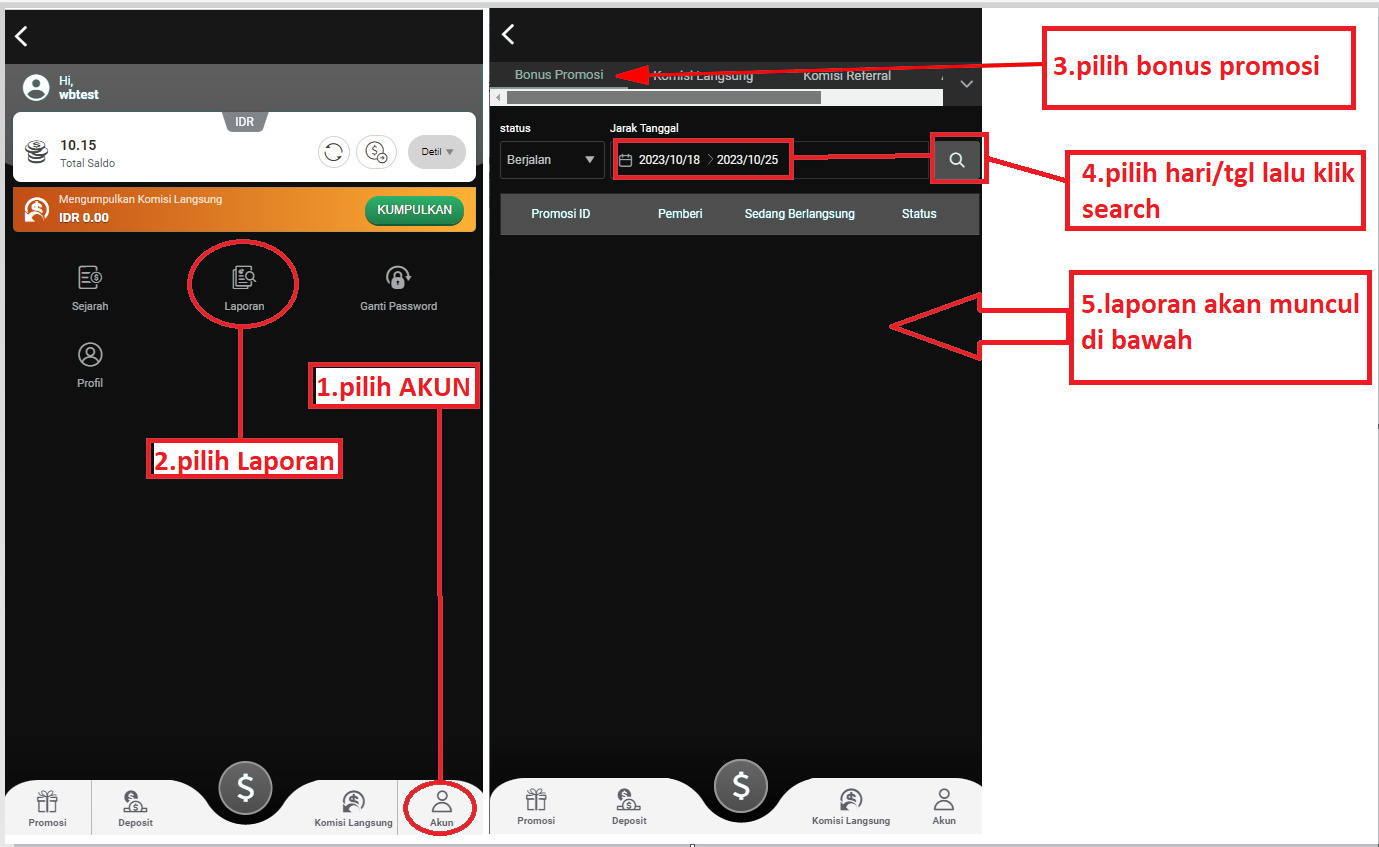 Hi,
wbtest
IDR
10.15
Total Saldo
Detil
Mengumpulkan Komisi Langsung
IDR 0.00
KUMPULKAN
Sejarah
Laporan
Ganti Password
Profil
1.pilih AKUN
2.pilih Laporan
Promosi
Deposit
Komisi Langsung
Akun
Bonus Promosi
Komisi Langsung
Komisi Referral
3.pilih bonus promosi
status
Jarak Tanggal
Berjalan
2023/10/18
2023/10/25
4.pilih hari/tgl lalu klik
search
Promosi ID
Pemberi
Sedang Berlangsung
Status
5.laporan akan muncul
di bawah
Promosi
Deposit
Komisi Langsung
Akun